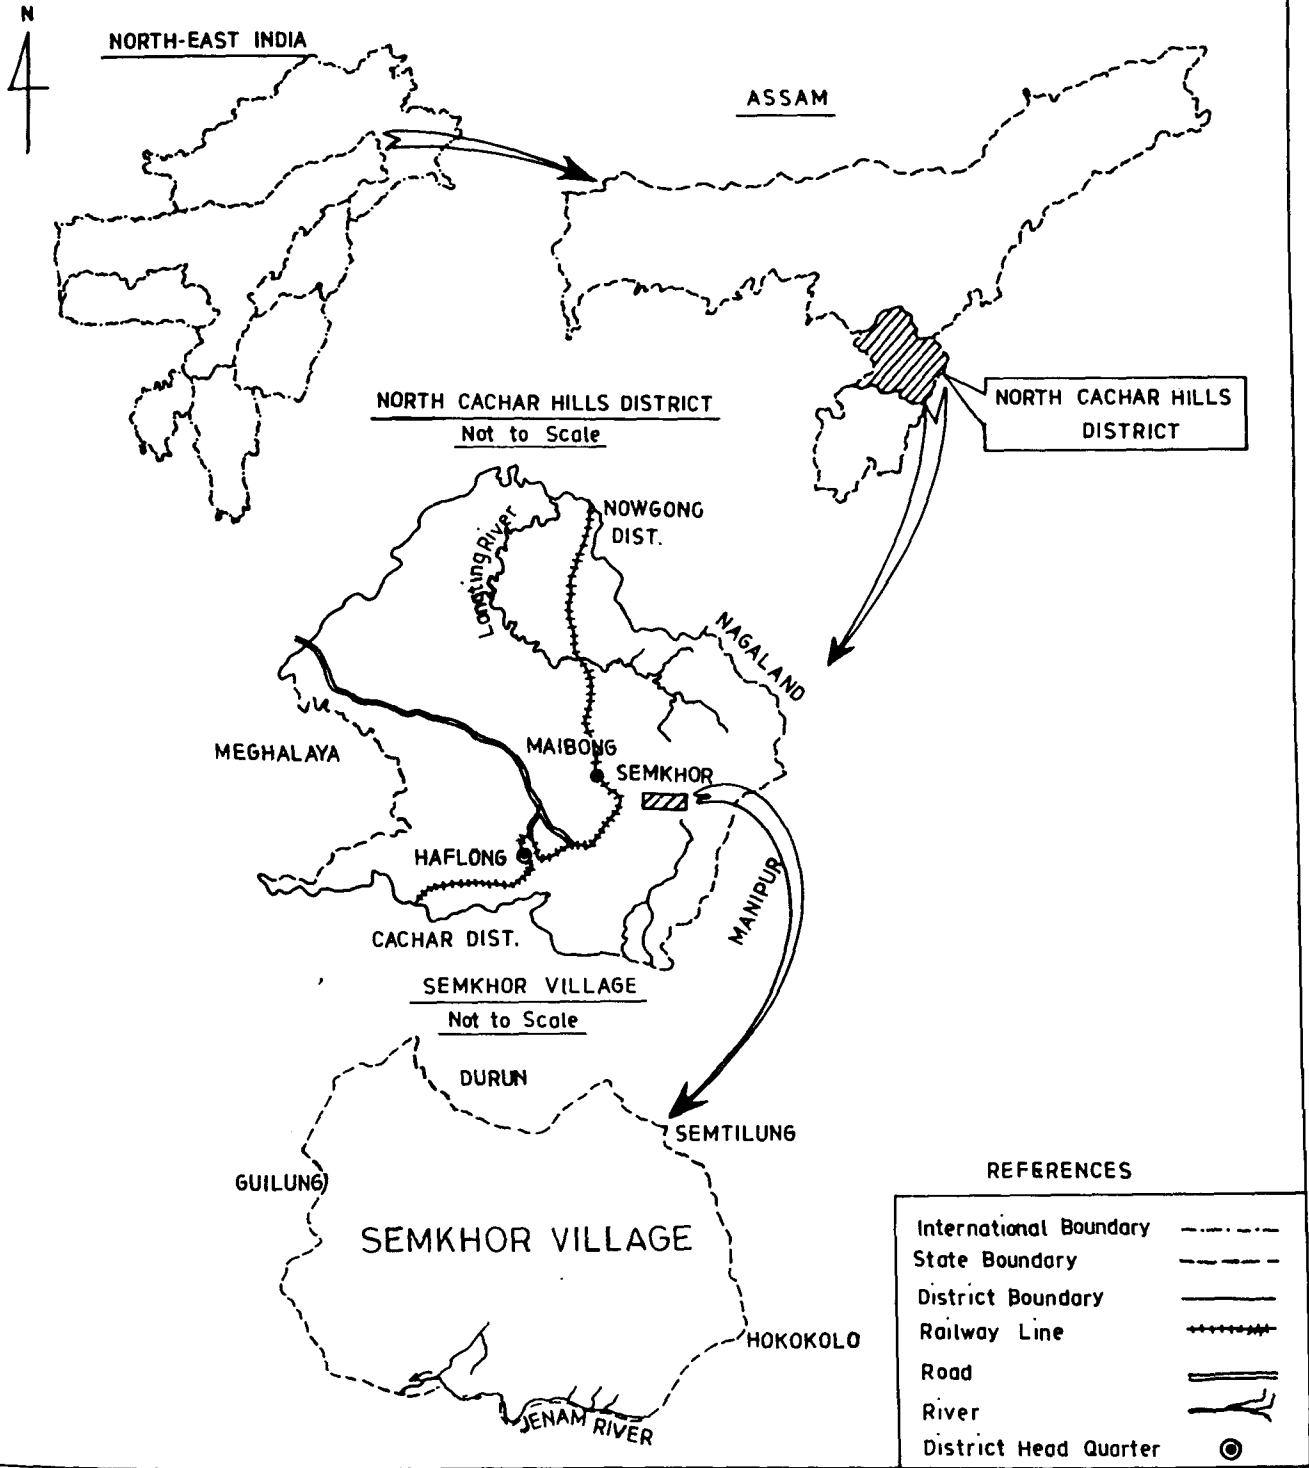 N
NORTH-EAST INDIA
ASSAM
NORTH CACHAR HILLS
DISTRICT
NORTH CACHAR HILLS DISTRICT
Not to Scale
NOWGONG
DIST.
Langting River
NAGALAND
MEGHALAYA
MAIBONG
SEMKHOR
HAFLONG
MANIPUR
CACHAR DIST.
SEMKHOR VILLAGE
Not to Scale
DURUN
SEMTILUNG
GUILUNG
SEMKHOR VILLAGE
HOKOKOLO
JENAM RIVER
REFERENCES
International Boundary
State Boundary
District Boundary
Railway Line
Road
River
District Head Quarter